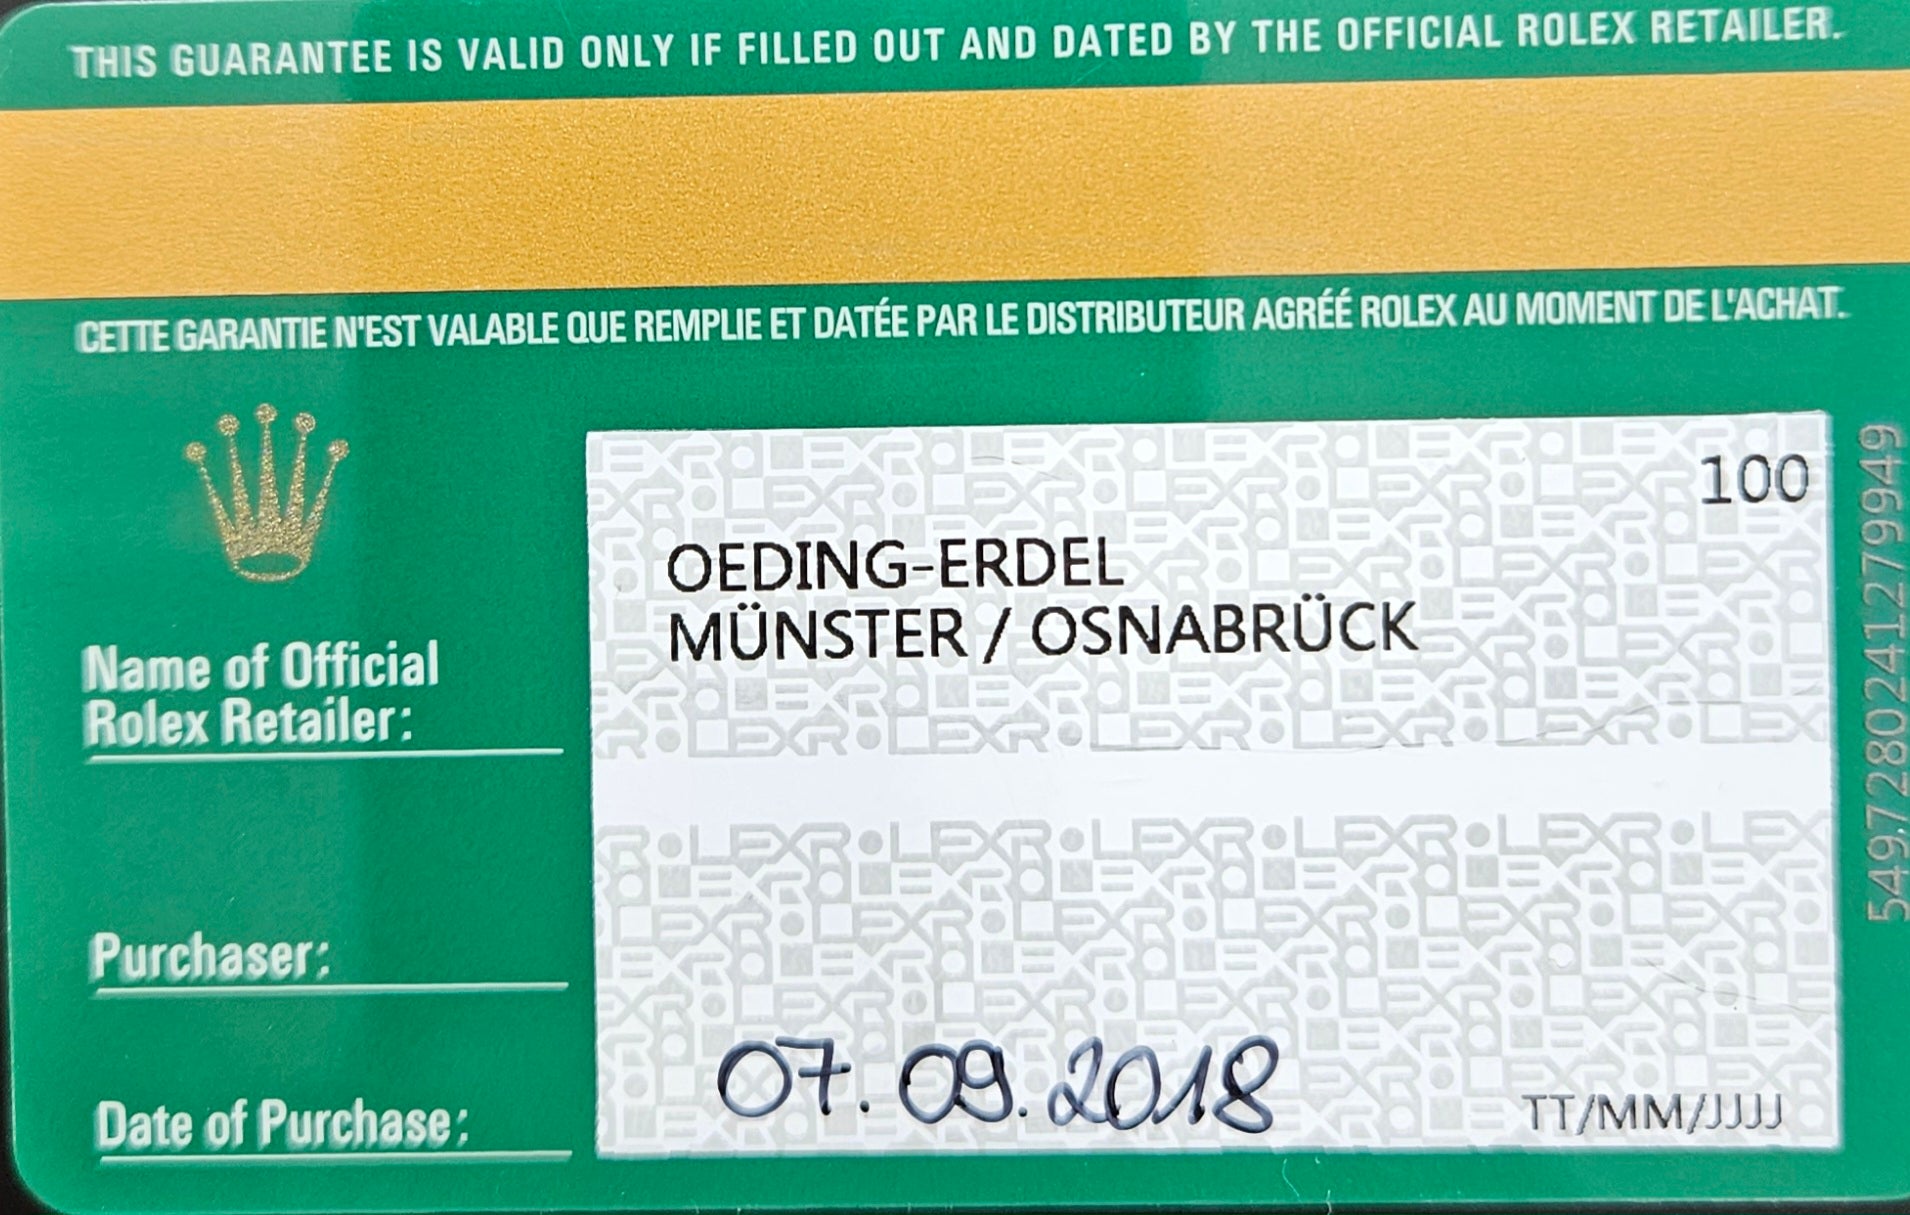 THIS GUARANTEE IS VALID ONLY IF FILLED OUT AND DATED BY THE OFFICIAL ROLEX RETAILER.
CETTE GARANTIE N'EST VALABLE QUE REMPLIE ET DATÉE PAR LE DISTRIBUTEUR AGRÉÉ ROLEX AU MOMENT DE L'ACHAT.
100
OEDING-ERDEL
MÜNSTER / OSNABRÜCK
Name of Official
Rolex Retailer:
Purchaser:
Date of Purchase:
07.09.2018
TT/MM/JJJJ
549.7280241279949